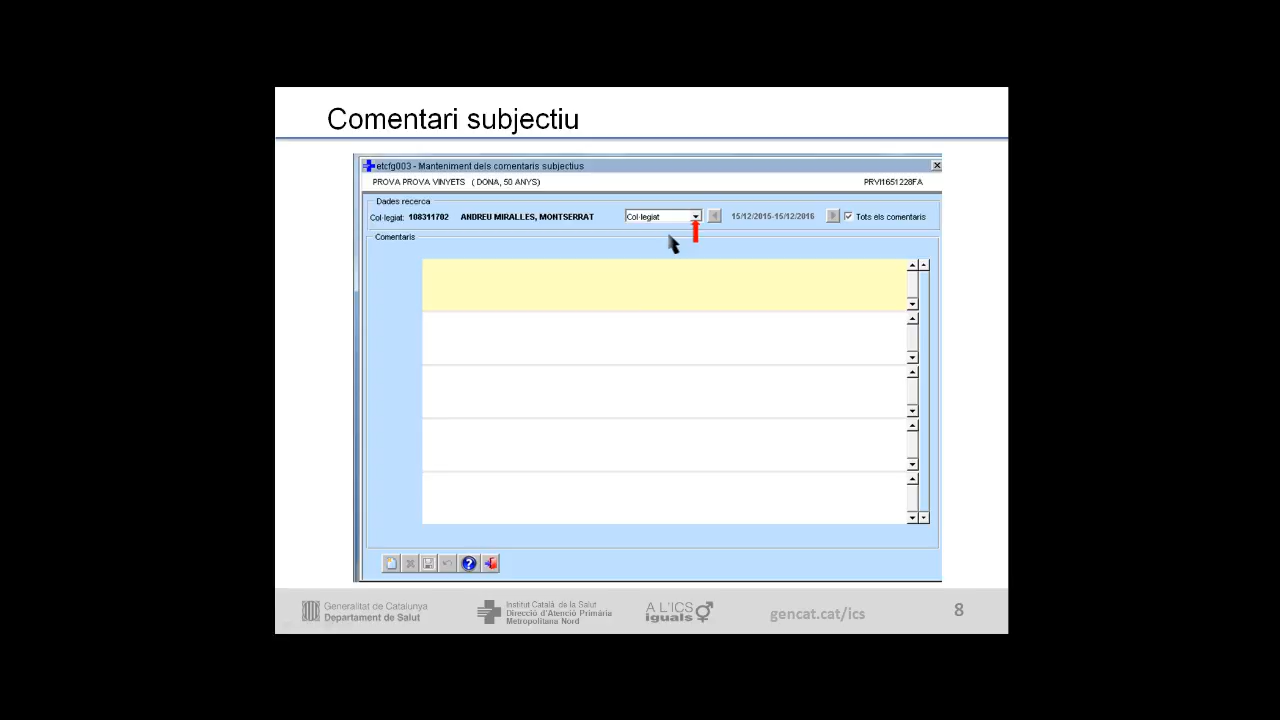 Comentari subjectiu
etcfg003 - Manteniment dels comentaris subjectius
PROVA PROVA VINYETS ( DONA, 50 ANYS) PRVI1651228FA
Dades recerca
Col·legiat: 108311702 ANDREU MIRALLES, MONTSERRAT Col·legiat 15/12/2015-15/12/2016 Tots els comentaris
Comentaris
Generalitat de Catalunya
Departament de Salut
Institut Català de la Salut
Direcció d'Atenció Primària
Metropolitana Nord
A L'ICS
iguals
gencat.cat/ics
8